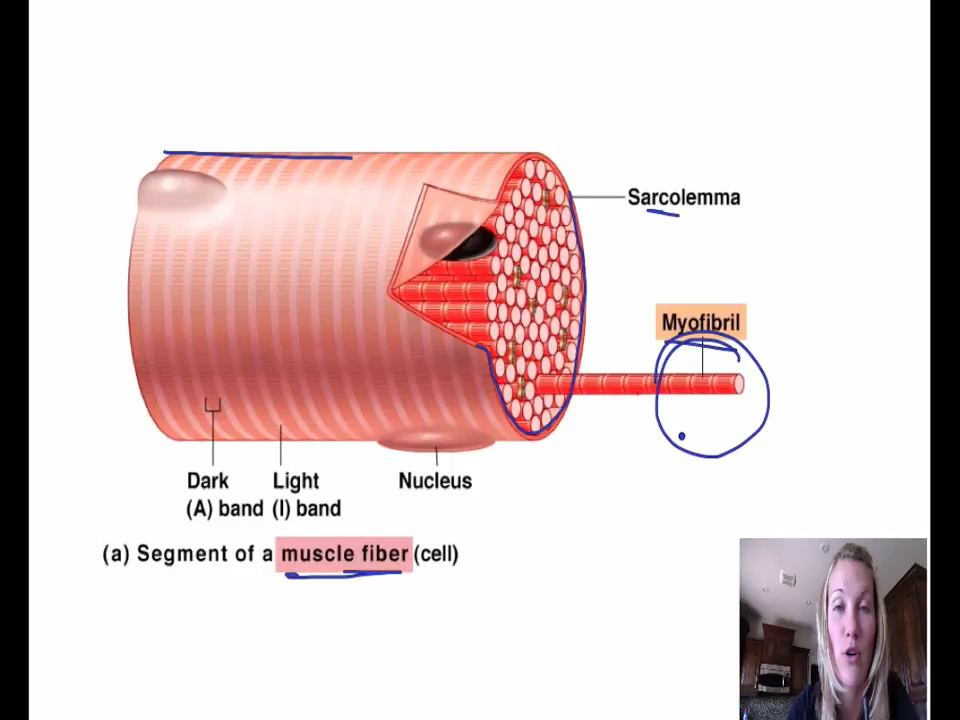 Sarcolemma
Myofibril
Dark Light Nucleus
(A) band (I) band
(a) Segment of a muscle fiber (cell)